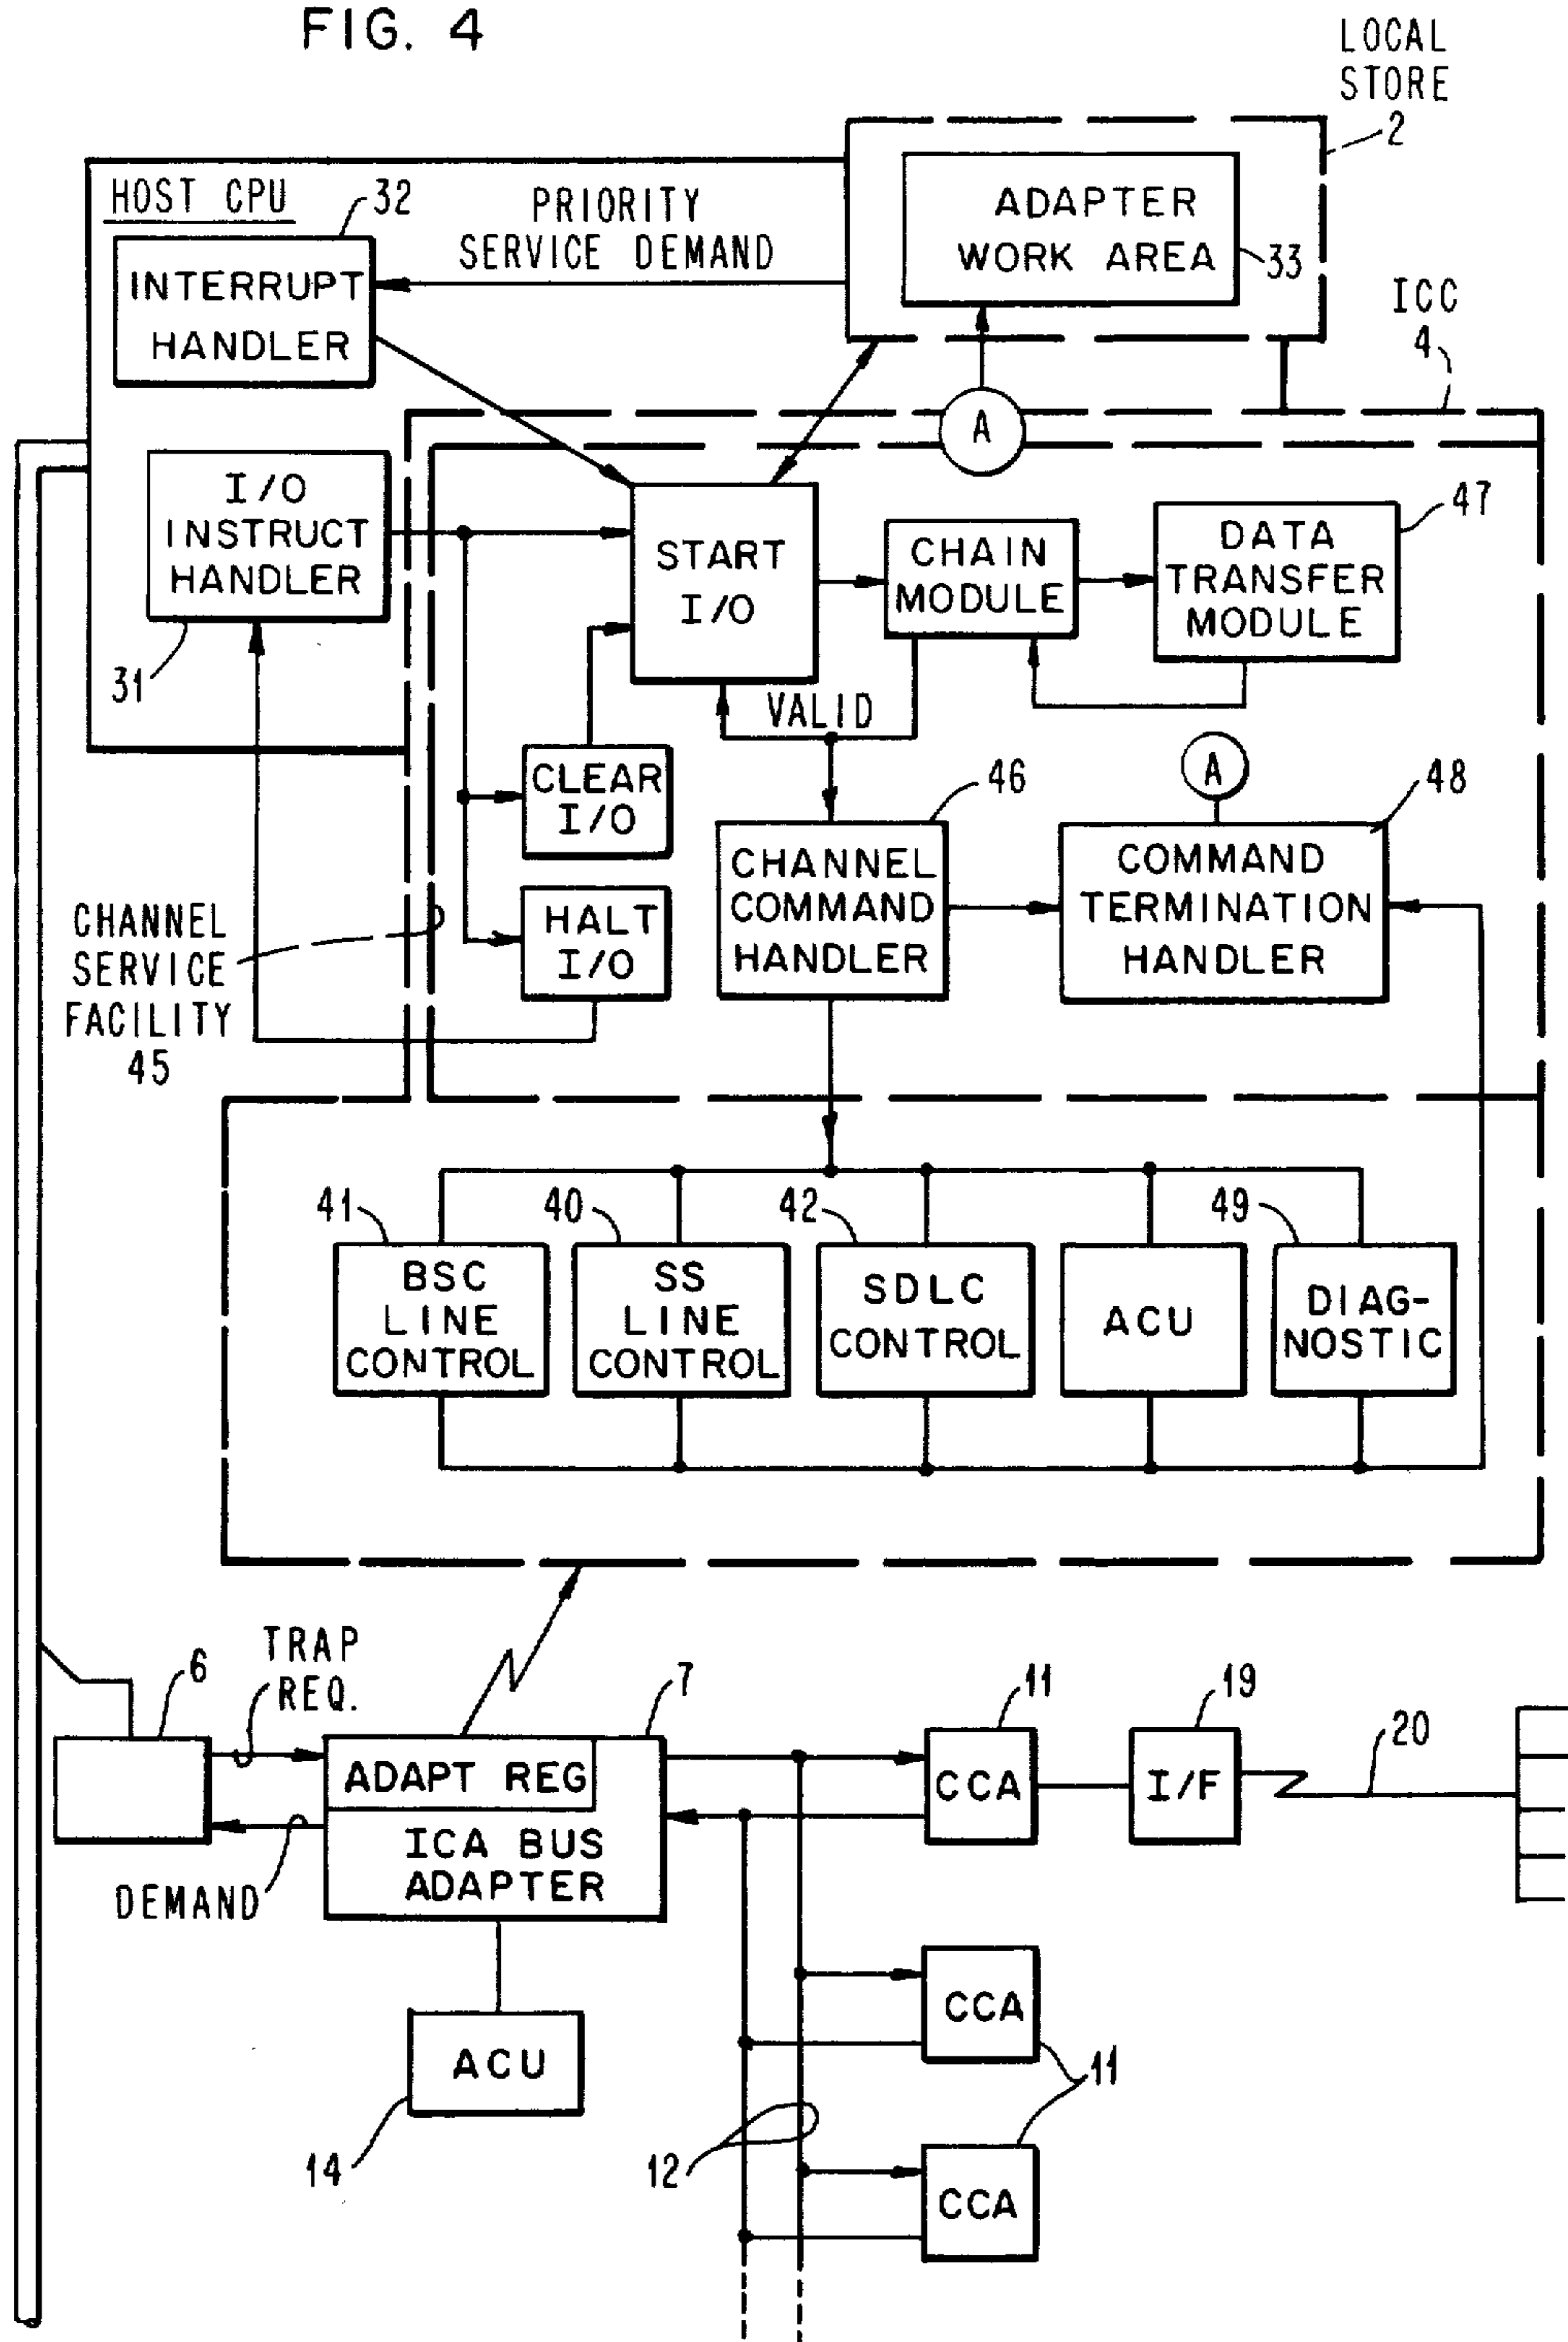 FIG. 4
LOCAL
STORE
2
HOST CPU
32
PRIORITY
SERVICE DEMAND
ADAPTER
WORK AREA
33
INTERRUPT
HANDLER
ICC
4
A
I/O
INSTRUCT
HANDLER
31
START
I/O
CHAIN
MODULE
DATA
TRANSFER
MODULE
47
VALID
CLEAR
I/O
A
46
48
CHANNEL
COMMAND
HANDLER
COMMAND
TERMINATION
HANDLER
HALT
I/O
CHANNEL
SERVICE
FACILITY
45
41
40
42
49
BSC
LINE
CONTROL
SS
LINE
CONTROL
SDLC
CONTROL
ACU
DIAG-
NOSTIC
6
TRAP
REQ.
7
11
19
20
ADAPT REG
ICA BUS
ADAPTER
CCA
I/F
DEMAND
ACU
14
CCA
11
12
CCA